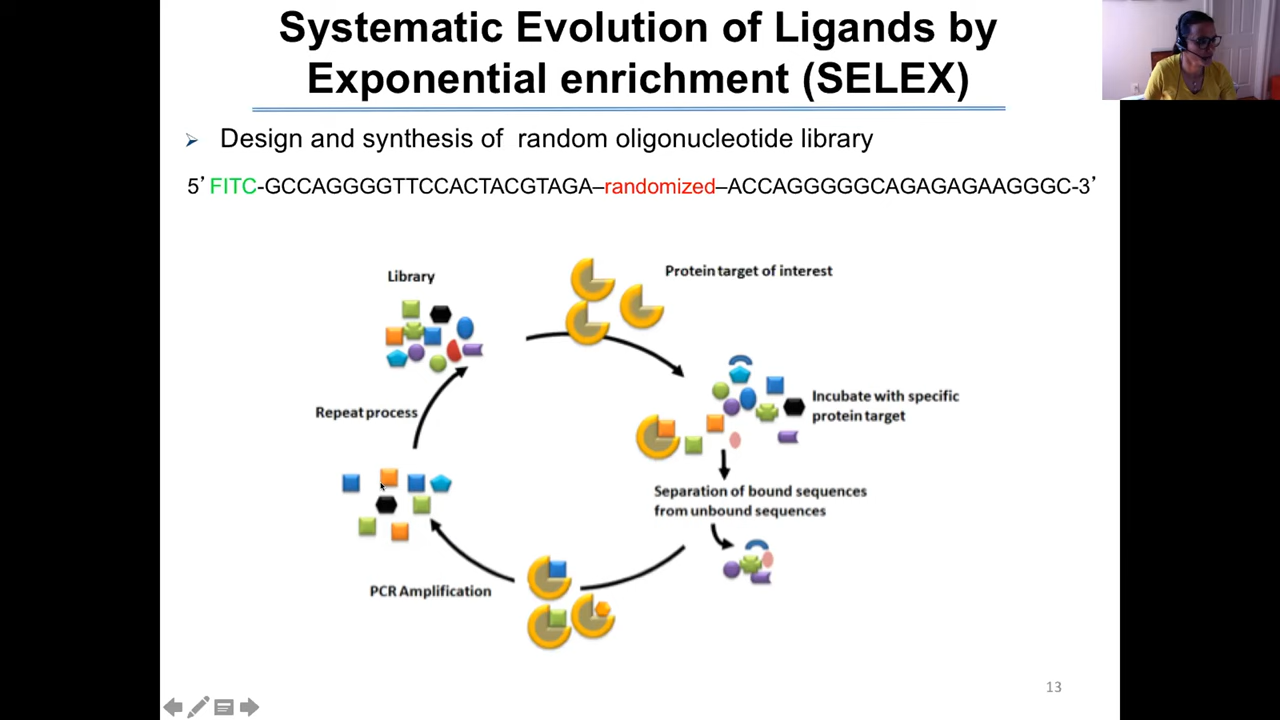 Systematic Evolution of Ligands by
Exponential enrichment (SELEX)
Design and synthesis of random oligonucleotide library
5’ FITC-GCCAGGGGTTCCACTACGTAGA–randomized–ACCAGGGGGCAGAGAGAAGGGC-3’
Library
Protein target of interest
Incubate with specific
protein target
Repeat process
Separation of bound sequences
from unbound sequences
PCR Amplification
13